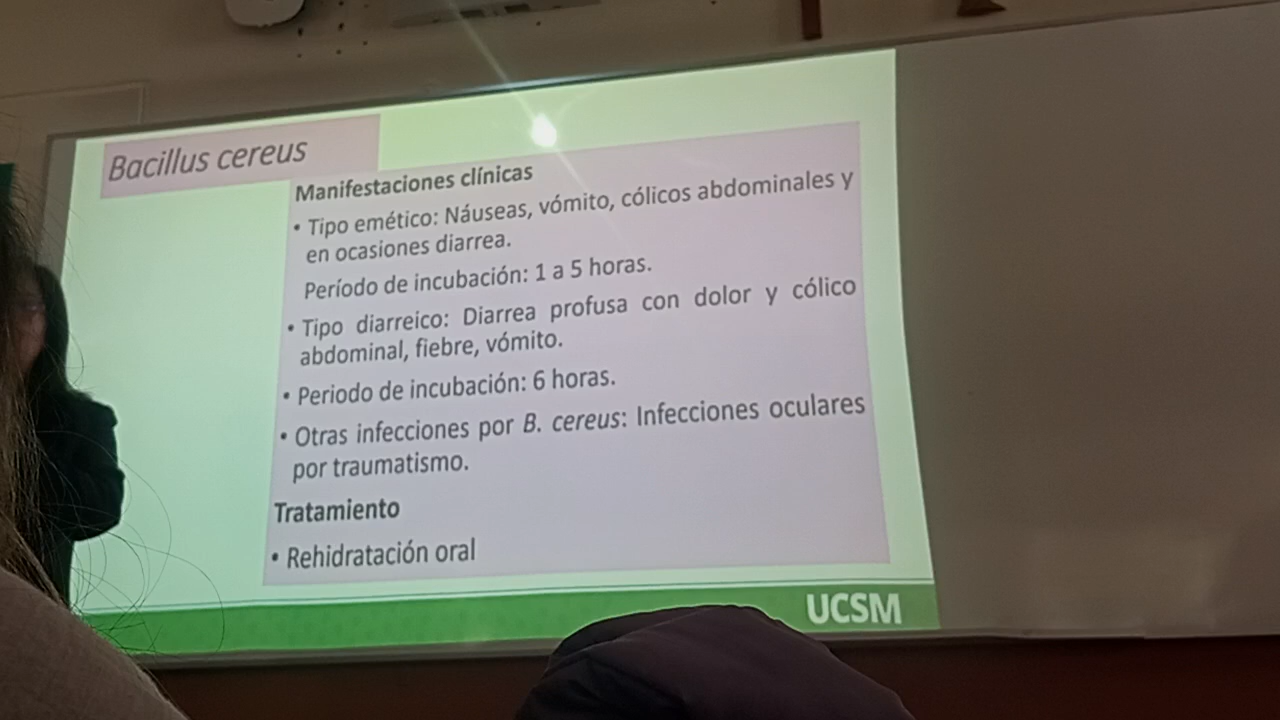 Bacillus cereus
Manifestaciones clínicas
• Tipo emético: Náuseas, vómito, cólicos abdominales y
en ocasiones diarrea.
Período de incubación: 1 a 5 horas.
• Tipo diarreico: Diarrea profusa con dolor y cólico
abdominal, fiebre, vómito.
• Periodo de incubación: 6 horas.
• Otras infecciones por B. cereus: Infecciones oculares
por traumatismo.
Tratamiento
• Rehidratación oral
UCSM